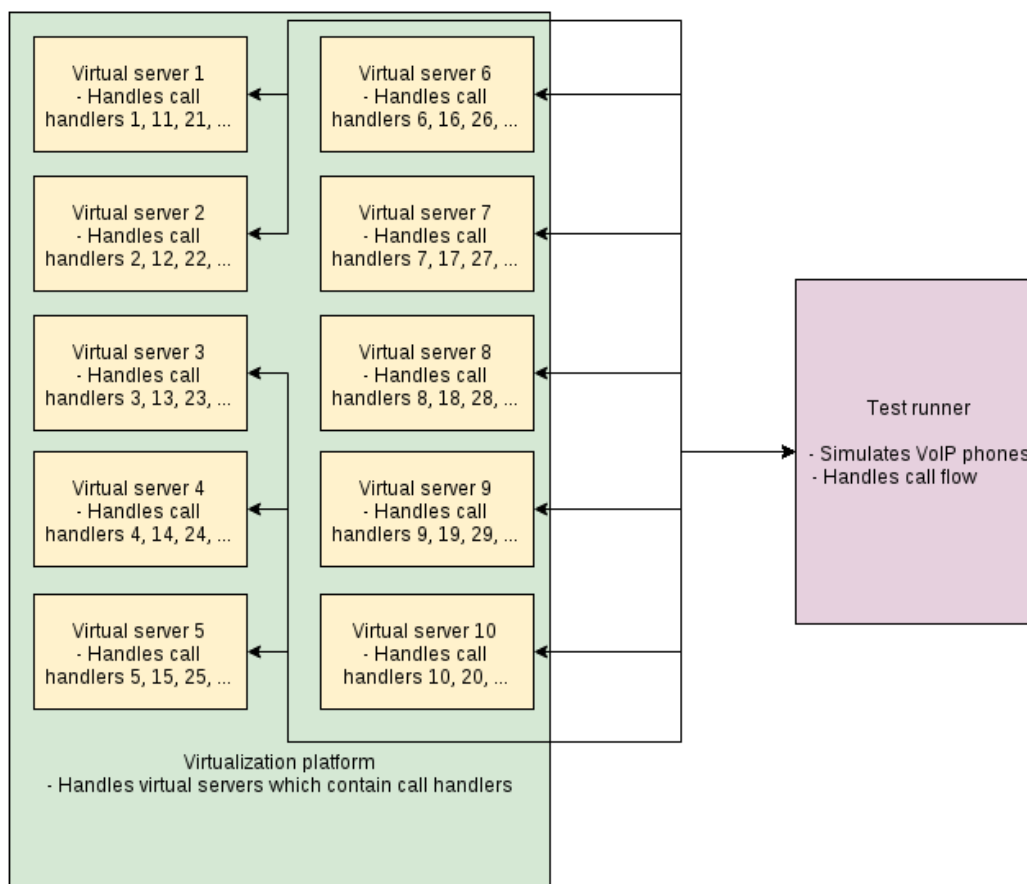 Virtual server 1
- Handles call
handlers 1, 11, 21, ...
Virtual server 6
- Handles call
handlers 6, 16, 26, ...
Virtual server 2
- Handles call
handlers 2, 12, 22, ...
Virtual server 7
- Handles call
handlers 7, 17, 27, ...
Virtual server 3
- Handles call
handlers 3, 13, 23, ...
Virtual server 8
- Handles call
handlers 8, 18, 28, ...
Virtual server 4
- Handles call
handlers 4, 14, 24, ...
Virtual server 9
- Handles call
handlers 9, 19, 29, ...
Virtual server 5
- Handles call
handlers 5, 15, 25, ...
Virtual server 10
- Handles call
handlers 10, 20, ...
Virtualization platform
- Handles virtual servers which contain call handlers
Test runner
- Simulates VoIP phones
- Handles call flow